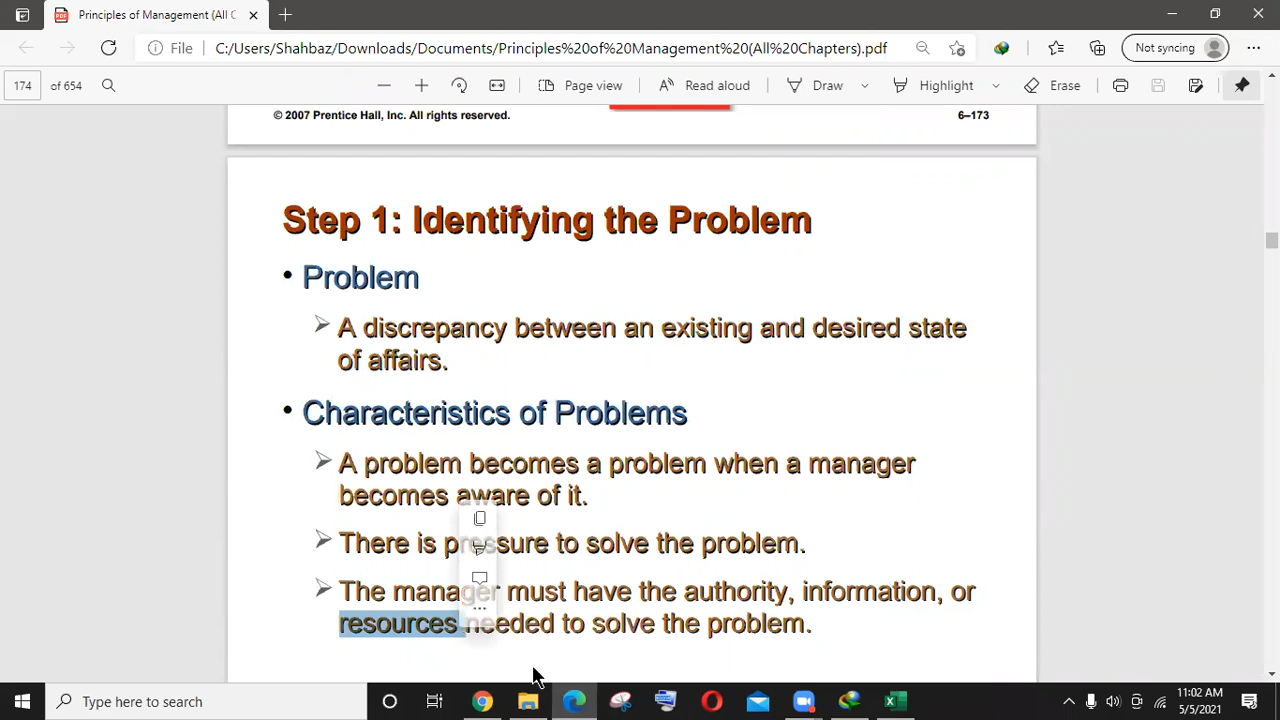 Principles of Management (All C
File C:/Users/Shahbaz/Downloads/Documents/Principles%20of%20Management%20(All%20Chapters).pdf Not syncing
174 of 654 Page view Read aloud Draw Highlight Erase
© 2007 Prentice Hall, Inc. All rights reserved. 6–173
Step 1: Identifying the Problem
• Problem
A discrepancy between an existing and desired state
of affairs.
• Characteristics of Problems
A problem becomes a problem when a manager
becomes aware of it.
There is pressure to solve the problem.
The manager must have the authority, information, or
resources needed to solve the problem.
Type here to search
11:02 AM
5/5/2021